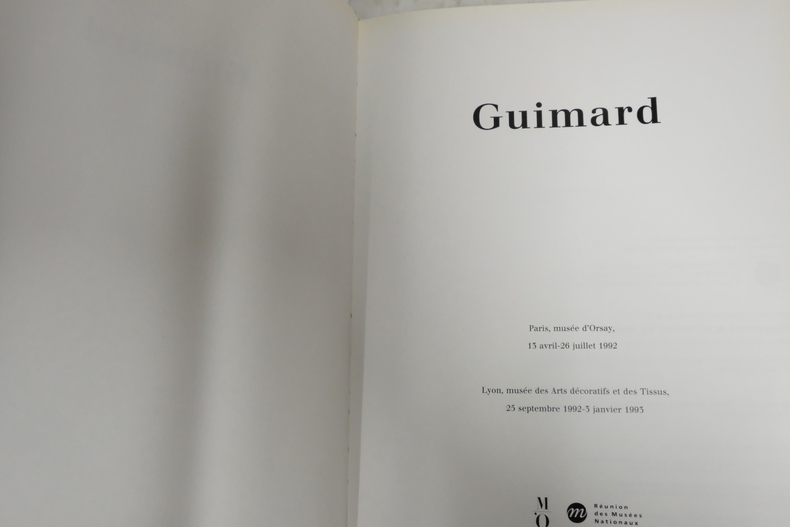 Guimard
Paris, musée d'Orsay,
13 avril-26 juillet 1992
Lyon, musée des Arts décoratifs et des Tissus,
25 septembre 1992-3 janvier 1993
M
O
m
Réunion
des Musées
Nationaux